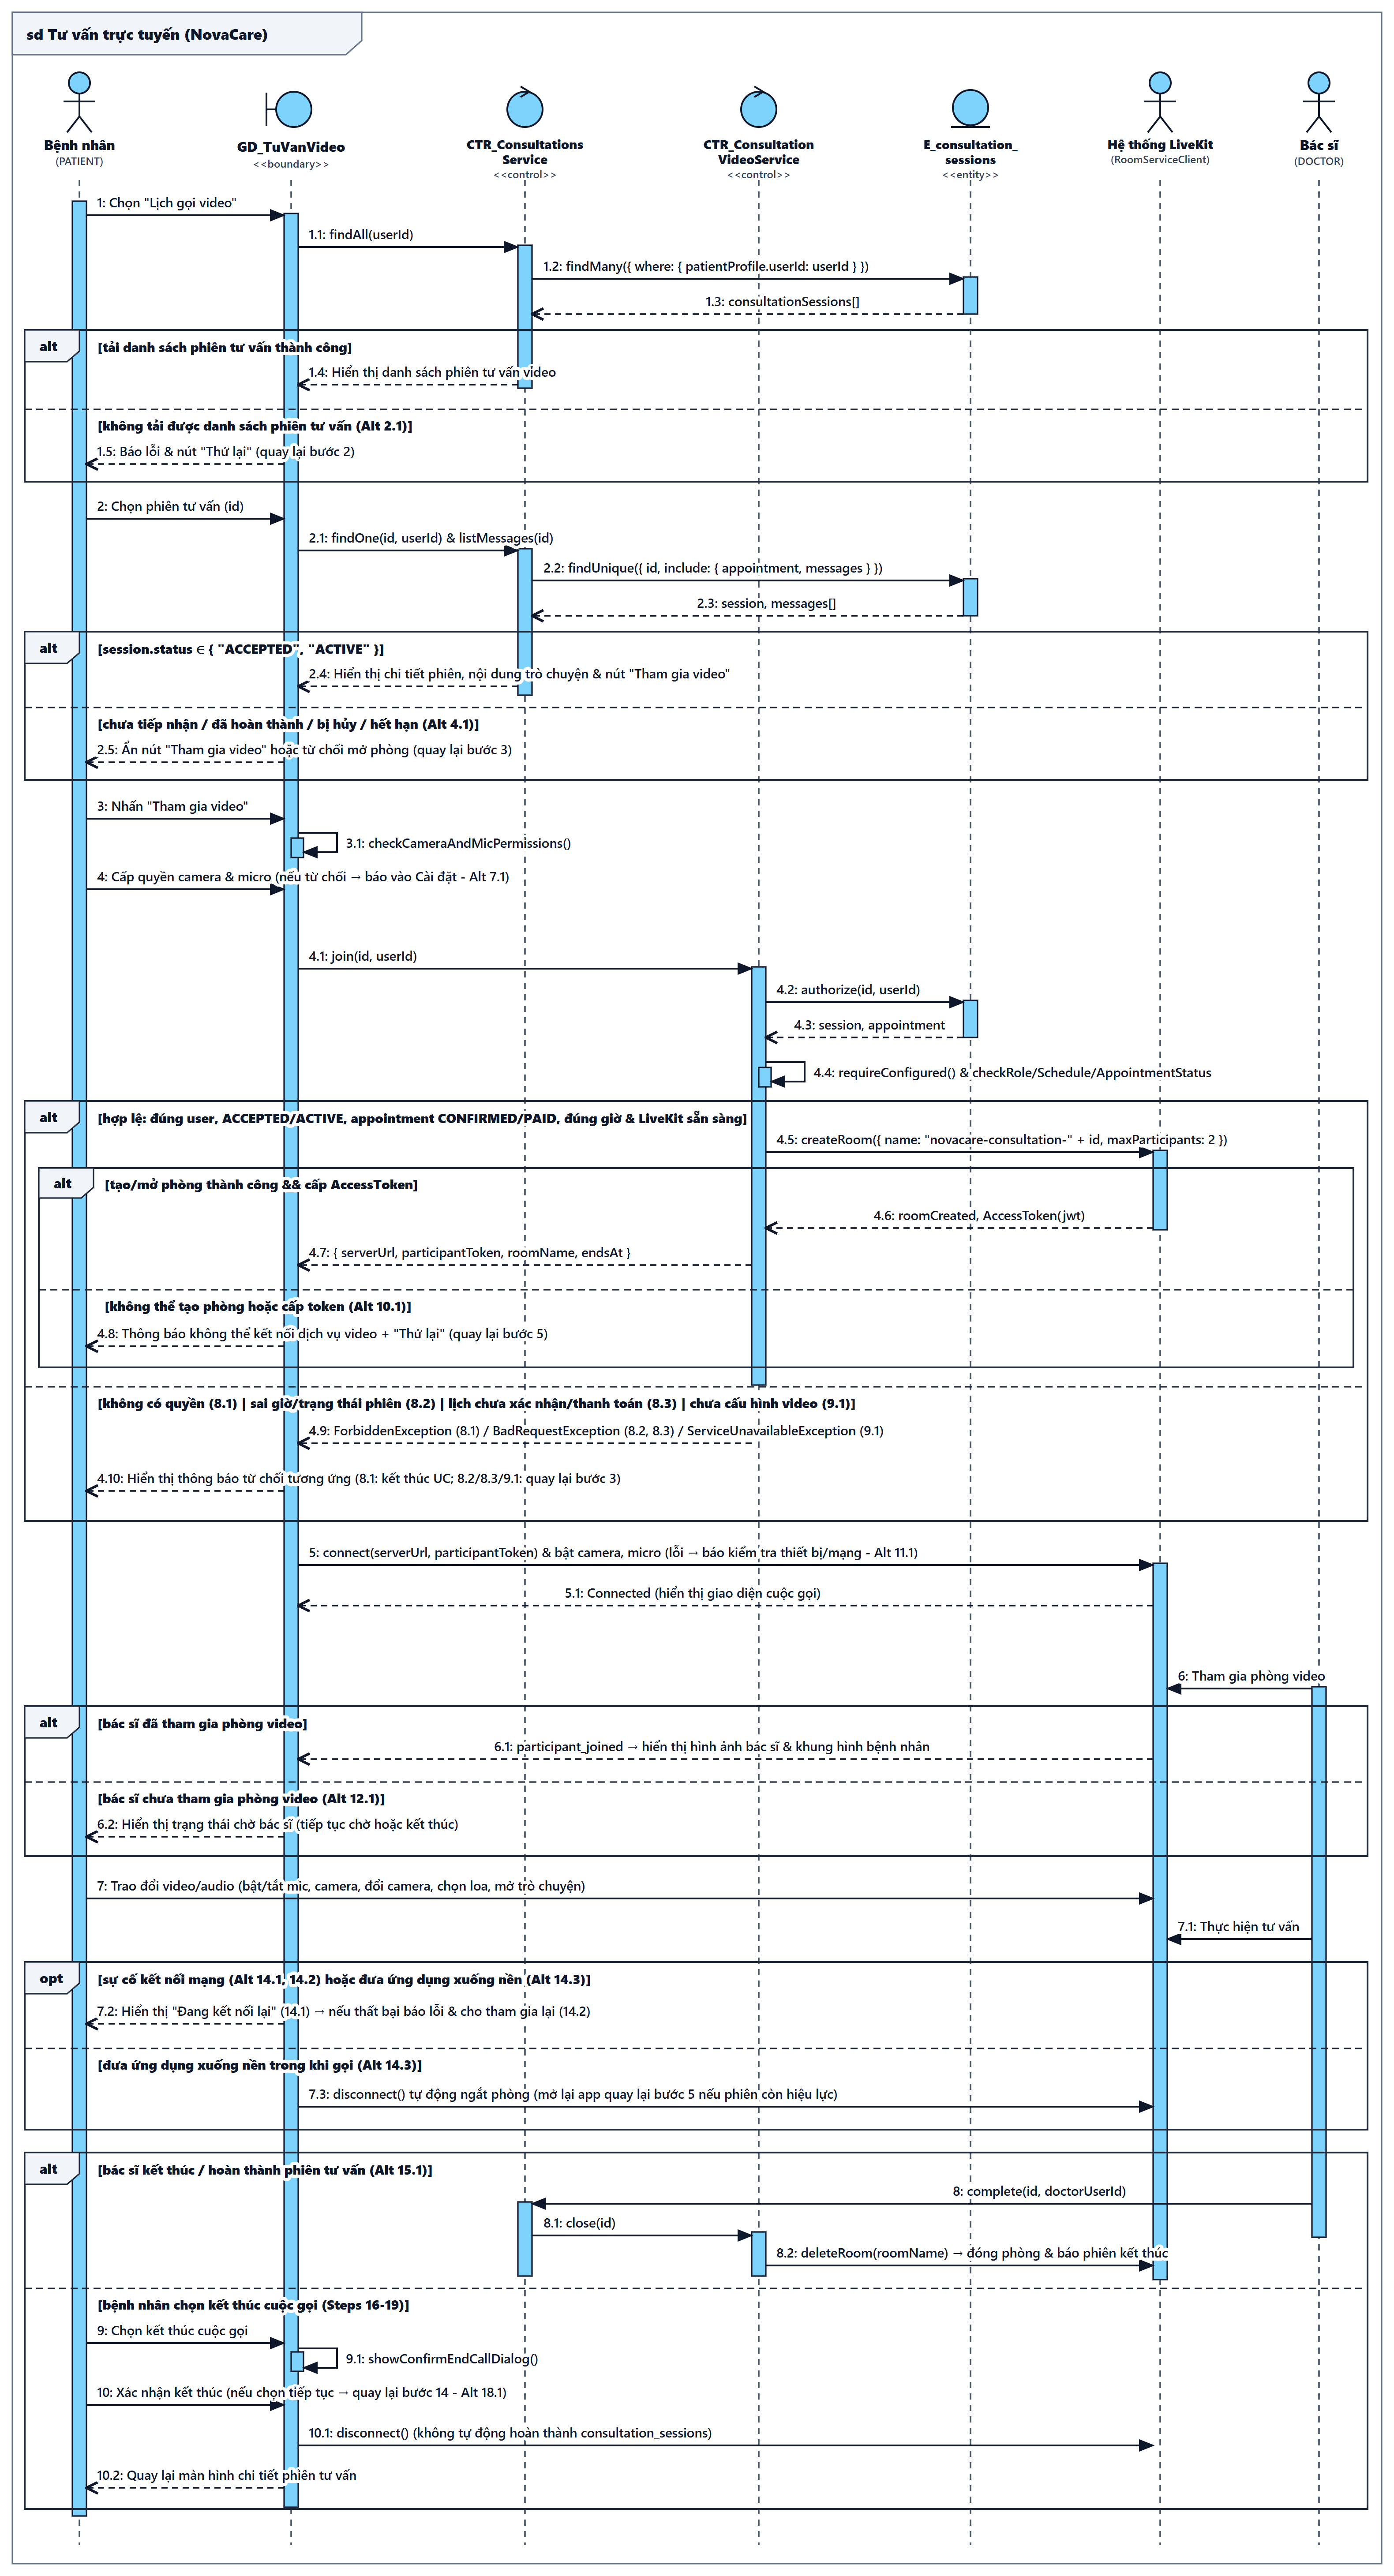 sd Tư vấn trực tuyến (NovaCare)
Bệnh nhân
(PATIENT)
GD_TuVanVideo
<<boundary>>
CTR_Consultations
Service
<<control>>
CTR_Consultation
VideoService
<<control>>
E_consultation_
sessions
<<entity>>
Hệ thống LiveKit
(RoomServiceClient)
Bác sĩ
(DOCTOR)
1: Chọn "Lịch gọi video"
1.1: findAll(userId)
1.2: findMany({ where: { patientProfile.userId: userId } })
1.3: consultationSessions[]
alt
[tải danh sách phiên tư vấn thành công]
1.4: Hiển thị danh sách phiên tư vấn video
[không tải được danh sách phiên tư vấn (Alt 2.1)]
1.5: Báo lỗi & nút "Thử lại" (quay lại bước 2)
2: Chọn phiên tư vấn (id)
2.1: findOne(id, userId) & listMessages(id)
2.2: findUnique({ id, include: { appointment, messages } })
2.3: session, messages[]
alt
[session.status ∈ { "ACCEPTED", "ACTIVE" }]
2.4: Hiển thị chi tiết phiên, nội dung trò chuyện & nút "Tham gia video"
[chưa tiếp nhận / đã hoàn thành / bị hủy / hết hạn (Alt 4.1)]
2.5: Ẩn nút "Tham gia video" hoặc từ chối mở phòng (quay lại bước 3)
3: Nhấn "Tham gia video"
3.1: checkCameraAndMicPermissions()
4: Cấp quyền camera & micro (nếu từ chối → báo vào Cài đặt - Alt 7.1)
4.1: join(id, userId)
4.2: authorize(id, userId)
4.3: session, appointment
4.4: requireConfigured() & checkRole/Schedule/AppointmentStatus
alt
[hợp lệ: đúng user, ACCEPTED/ACTIVE, appointment CONFIRMED/PAID, đúng giờ & LiveKit sẵn sàng]
4.5: createRoom({ name: "novacare-consultation-" + id, maxParticipants: 2 })
alt
[tạo/mở phòng thành công && cấp AccessToken]
4.6: roomCreated, AccessToken(jwt)
4.7: { serverUrl, participantToken, roomName, endsAt }
[không thể tạo phòng hoặc cấp token (Alt 10.1)]
4.8: Thông báo không thể kết nối dịch vụ video + "Thử lại" (quay lại bước 5)
[không có quyền (8.1) | sai giờ/trạng thái phiên (8.2) | lịch chưa xác nhận/thanh toán (8.3) | chưa cấu hình video (9.1)]
4.9: ForbiddenException (8.1) / BadRequestException (8.2, 8.3) / ServiceUnavailableException (9.1)
4.10: Hiển thị thông báo từ chối tương ứng (8.1: kết thúc UC; 8.2/8.3/9.1: quay lại bước 3)
5: connect(serverUrl, participantToken) & bật camera, micro (lỗi → báo kiểm tra thiết bị/mạng - Alt 11.1)
5.1: Connected (hiển thị giao diện cuộc gọi)
6: Tham gia phòng video
alt
[bác sĩ đã tham gia phòng video]
6.1: participant_joined → hiển thị hình ảnh bác sĩ & khung hình bệnh nhân
[bác sĩ chưa tham gia phòng video (Alt 12.1)]
6.2: Hiển thị trạng thái chờ bác sĩ (tiếp tục chờ hoặc kết thúc)
7: Trao đổi video/audio (bật/tắt mic, camera, đổi camera, chọn loa, mở trò chuyện)
7.1: Thực hiện tư vấn
opt
[sự cố kết nối mạng (Alt 14.1, 14.2) hoặc đưa ứng dụng xuống nền (Alt 14.3)]
7.2: Hiển thị "Đang kết nối lại" (14.1) → nếu thất bại báo lỗi & cho tham gia lại (14.2)
[đưa ứng dụng xuống nền trong khi gọi (Alt 14.3)]
7.3: disconnect() tự động ngắt phòng (mở lại app quay lại bước 5 nếu phiên còn hiệu lực)
alt
[bác sĩ kết thúc / hoàn thành phiên tư vấn (Alt 15.1)]
8: complete(id, doctorUserId)
8.1: close(id)
8.2: deleteRoom(roomName) → đóng phòng & báo phiên kết thúc
[bệnh nhân chọn kết thúc cuộc gọi (Steps 16-19)]
9: Chọn kết thúc cuộc gọi
9.1: showConfirmEndCallDialog()
10: Xác nhận kết thúc (nếu chọn tiếp tục → quay lại bước 14 - Alt 18.1)
10.1: disconnect() (không tự động hoàn thành consultation_sessions)
10.2: Quay lại màn hình chi tiết phiên tư vấn